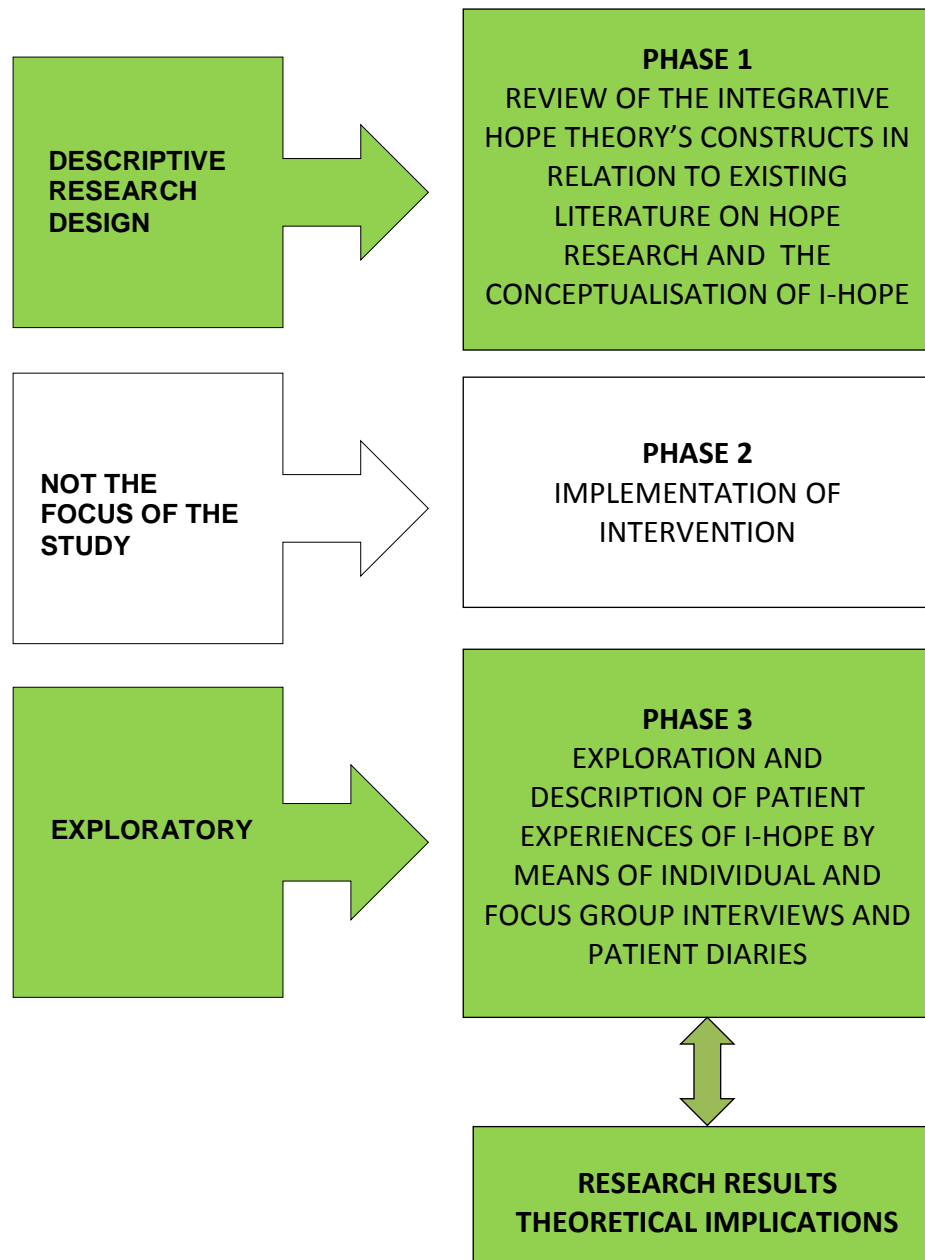 DESCRIPTIVE
RESEARCH
DESIGN
PHASE 1
REVIEW OF THE INTEGRATIVE
HOPE THEORY’S CONSTRUCTS IN
RELATION TO EXISTING
LITERATURE ON HOPE
RESEARCH AND THE
CONCEPTUALISATION OF I-HOPE
NOT THE
FOCUS OF THE
STUDY
PHASE 2
IMPLEMENTATION OF
INTERVENTION
EXPLORATORY
PHASE 3
EXPLORATION AND
DESCRIPTION OF PATIENT
EXPERIENCES OF I-HOPE BY
MEANS OF INDIVIDUAL AND
FOCUS GROUP INTERVIEWS AND
PATIENT DIARIES
RESEARCH RESULTS
THEORETICAL IMPLICATIONS